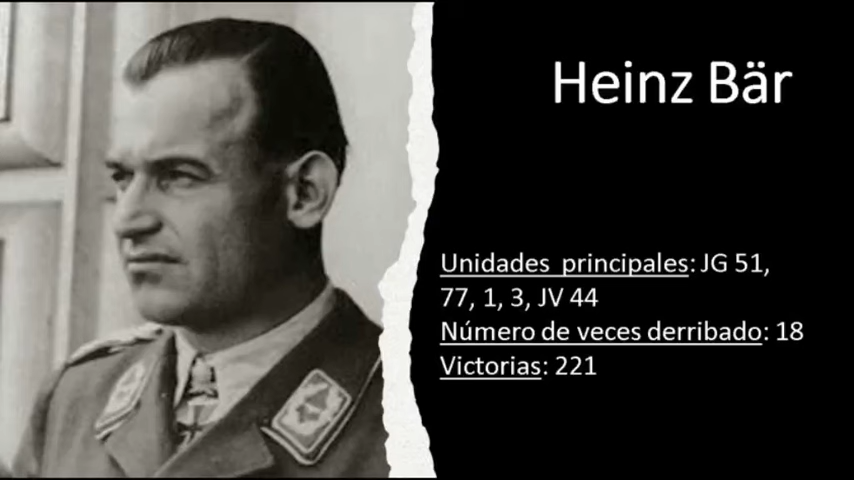 Heinz Bär
Unidades principales: JG 51,
77, 1, 3, JV 44
Número de veces derribado: 18
Victorias: 221